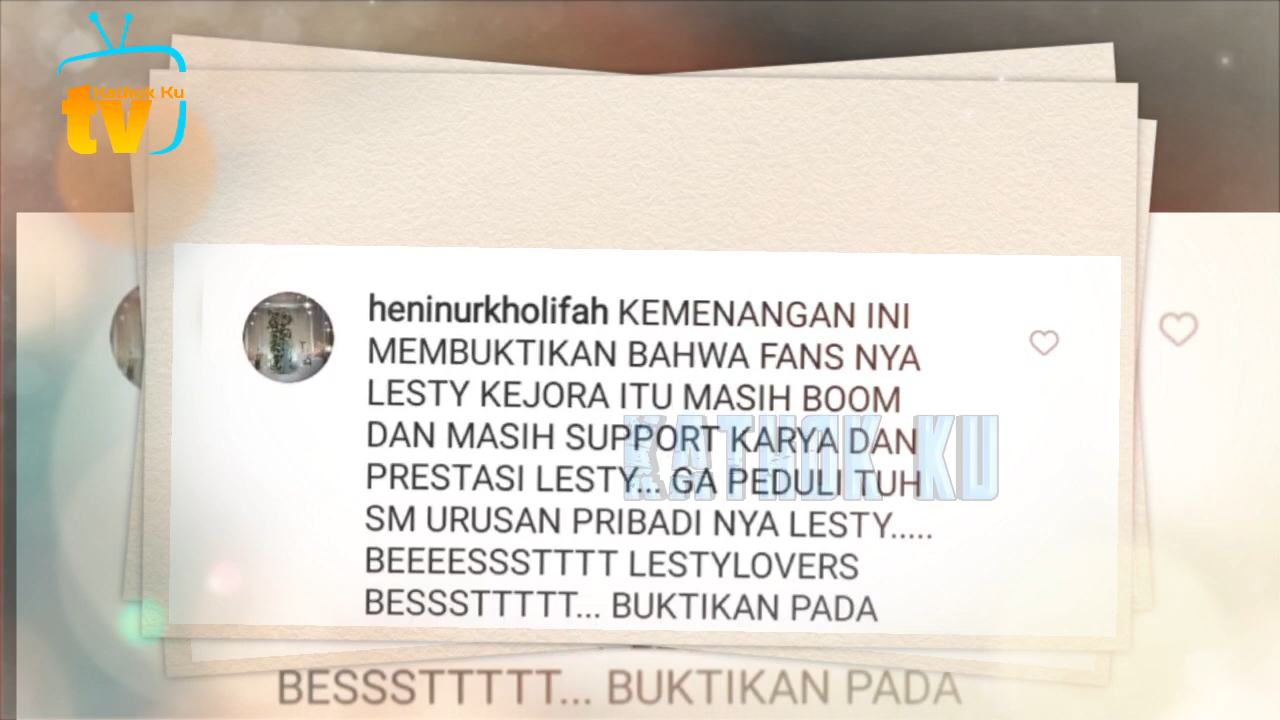 Kathok Ku
tv
heninurkholifah KEMENANGAN INI
MEMBUKTIKAN BAHWA FANS NYA
LESTY KEJORA ITU MASIH BOOM
DAN MASIH SUPPORT KARYA DAN
PRESTASI LESTY... GA PEDULI TUH
SM URUSAN PRIBADI NYA LESTY.....
BEEEESSSTTTT LESTYLOVERS
BESSSTTTTT... BUKTIKAN PADA
KATHOK KU
BESSSTTTTT... BUKTIKAN PADA